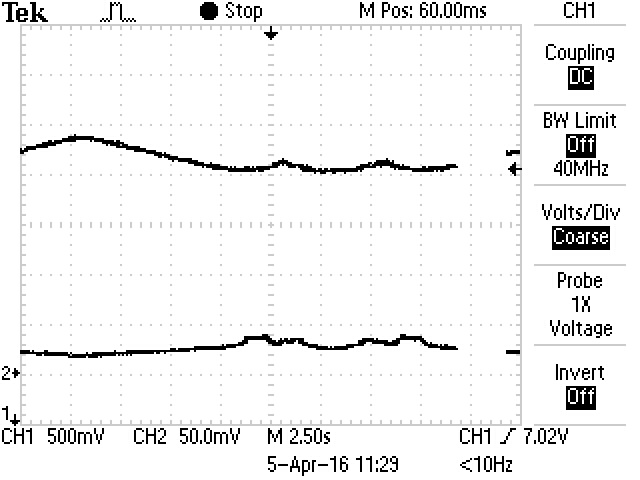 Tek Stop M Pos: 60.00ms CH1
Coupling
DC
BW Limit
Off
40MHz
Volts/Div
Coarse
Probe
1X
Voltage
Invert
Off
2
1
CH1 500mV CH2 50.0mV M 2.50s CH1 7.02V
5-Apr-16 11:29 <10Hz